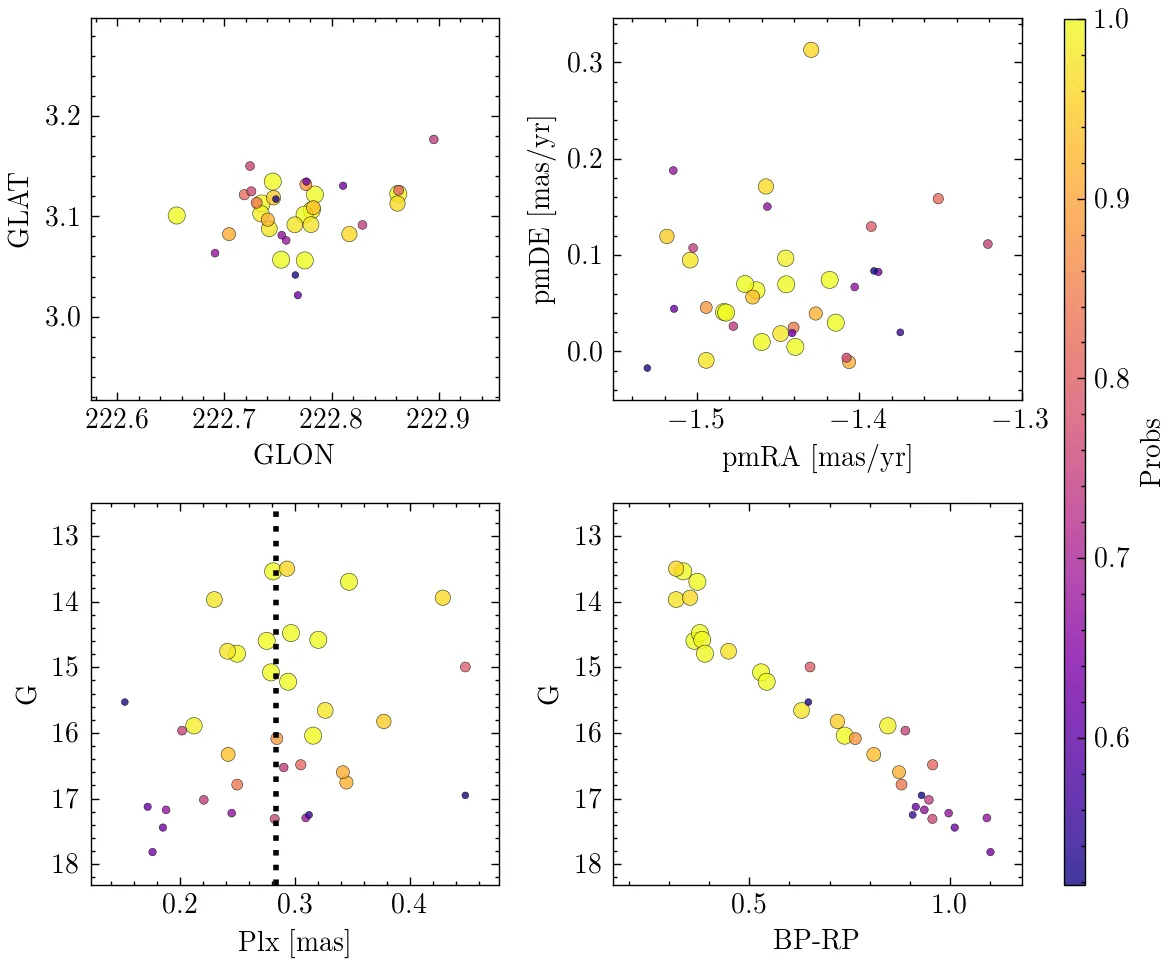 3.2
3.1
3.0
GLAT
222.6 222.7 222.8 222.9
GLON
0.3
0.2
0.1
0.0
pmDE [mas/yr]
−1.5 −1.4 −1.3
pmRA [mas/yr]
1.0
0.9
0.8
0.7
0.6
Probs
13
14
15
16
17
18
G
0.2 0.3 0.4
Plx [mas]
13
14
15
16
17
18
G
0.5 1.0
BP-RP